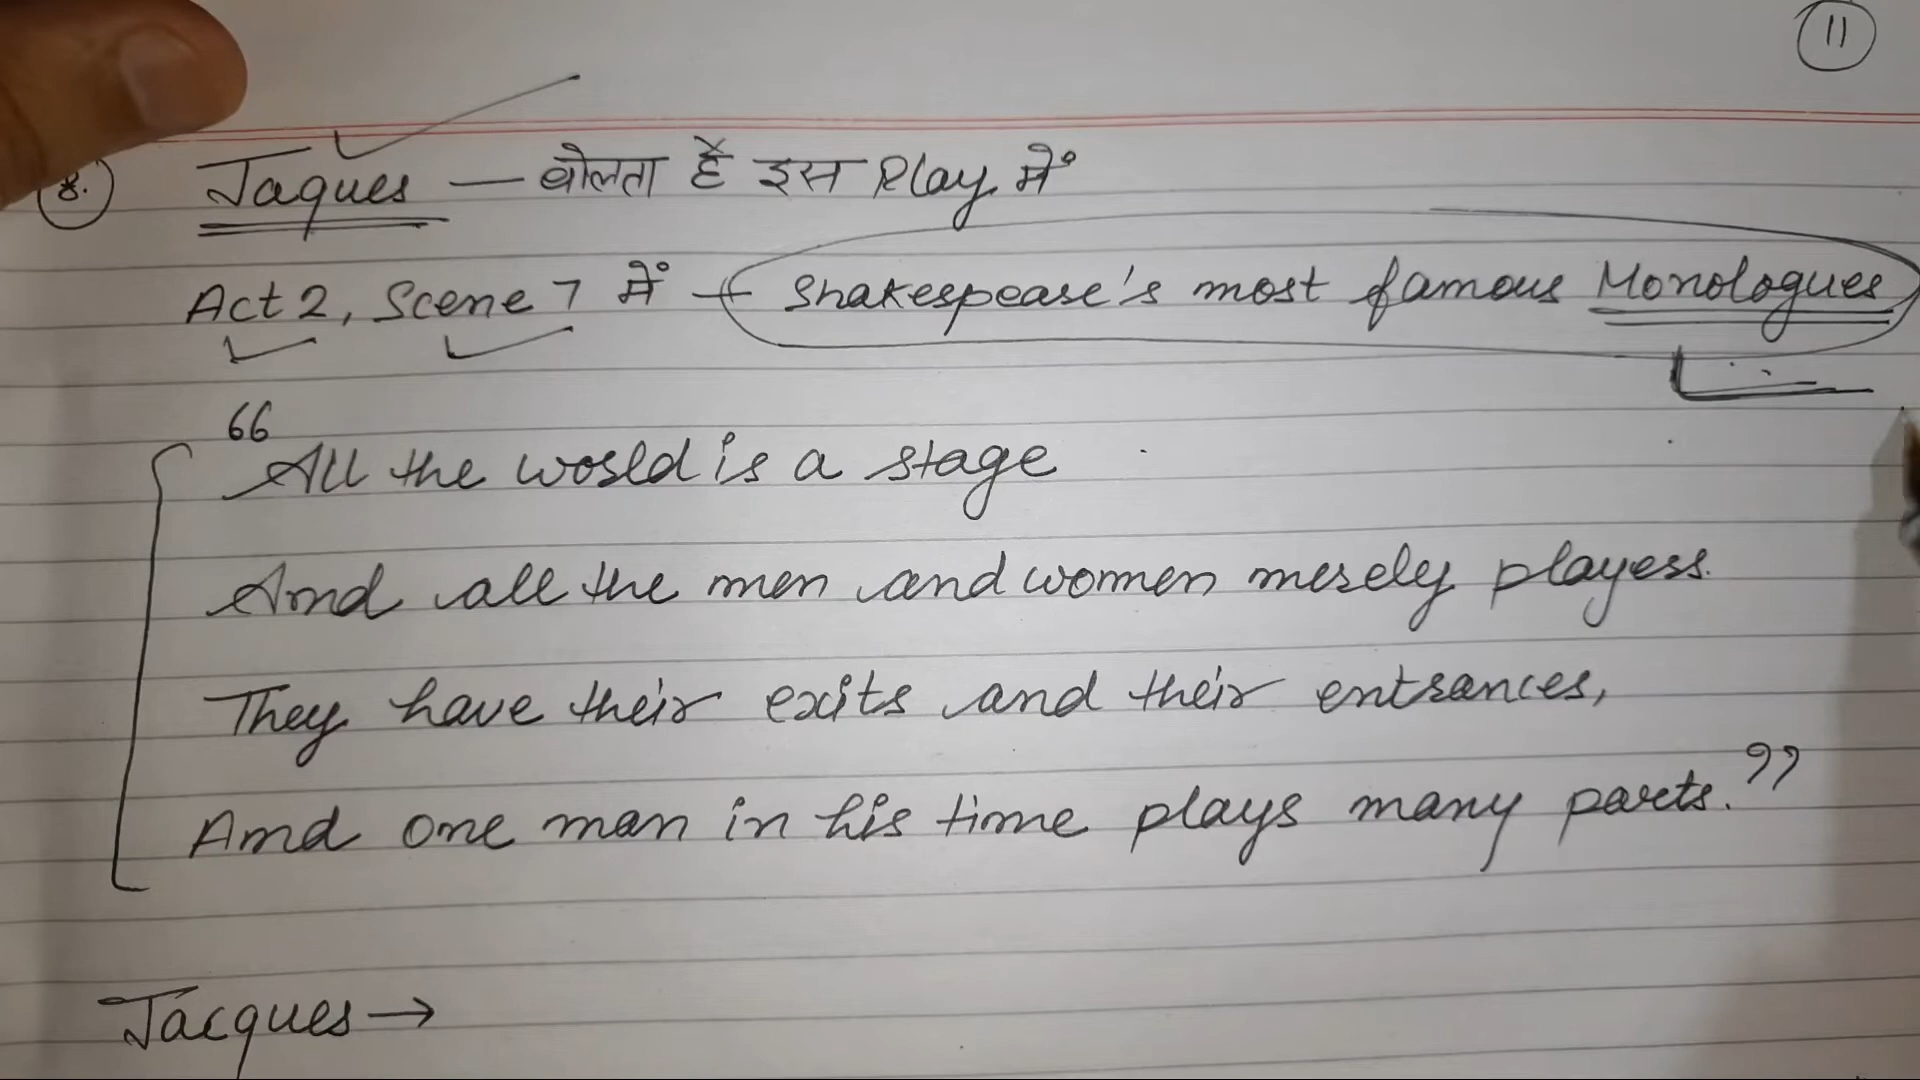 11
8. Jaques — बोलता है इस Play में
Act 2, Scene 7 में — Shakespeare's most famous Monologues
"All the world is a stage
And all the men and women merely players.
They have their exits and their entrances,
And one man in his time plays many parts."
Jacques →